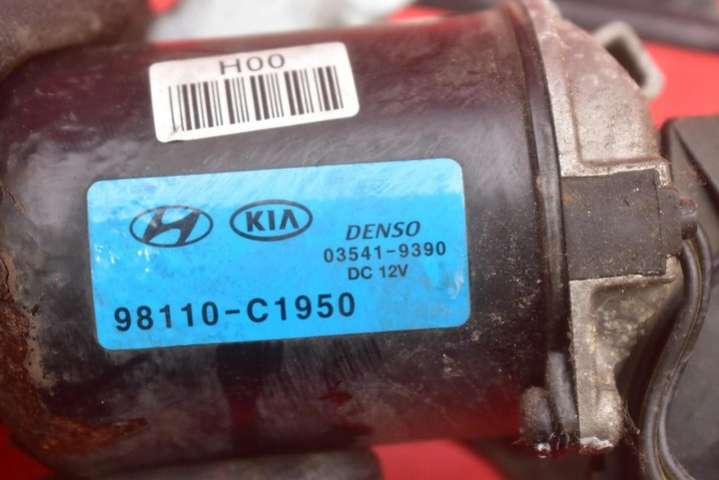 H00
KIA
DENSO
03541-9390
DC 12V
98110-C1950